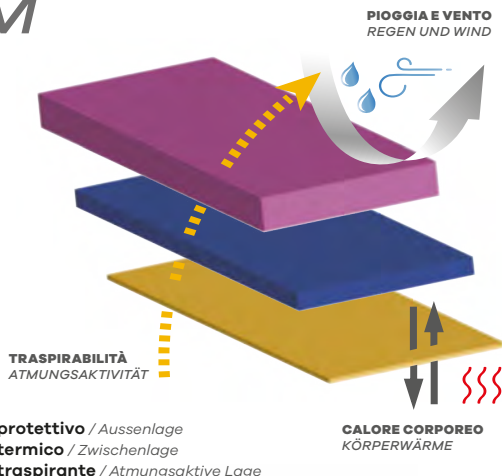 M
PIOGGIA E VENTO
REGEN UND WIND
TRASPIRABILITÀ
ATMUNGSAKTIVITÄT
CALORE CORPOREO
KÖRPERWÄRME
protettivo / Aussenlage
termico / Zwischenlage
traspirante / Atmungsaktive Lage